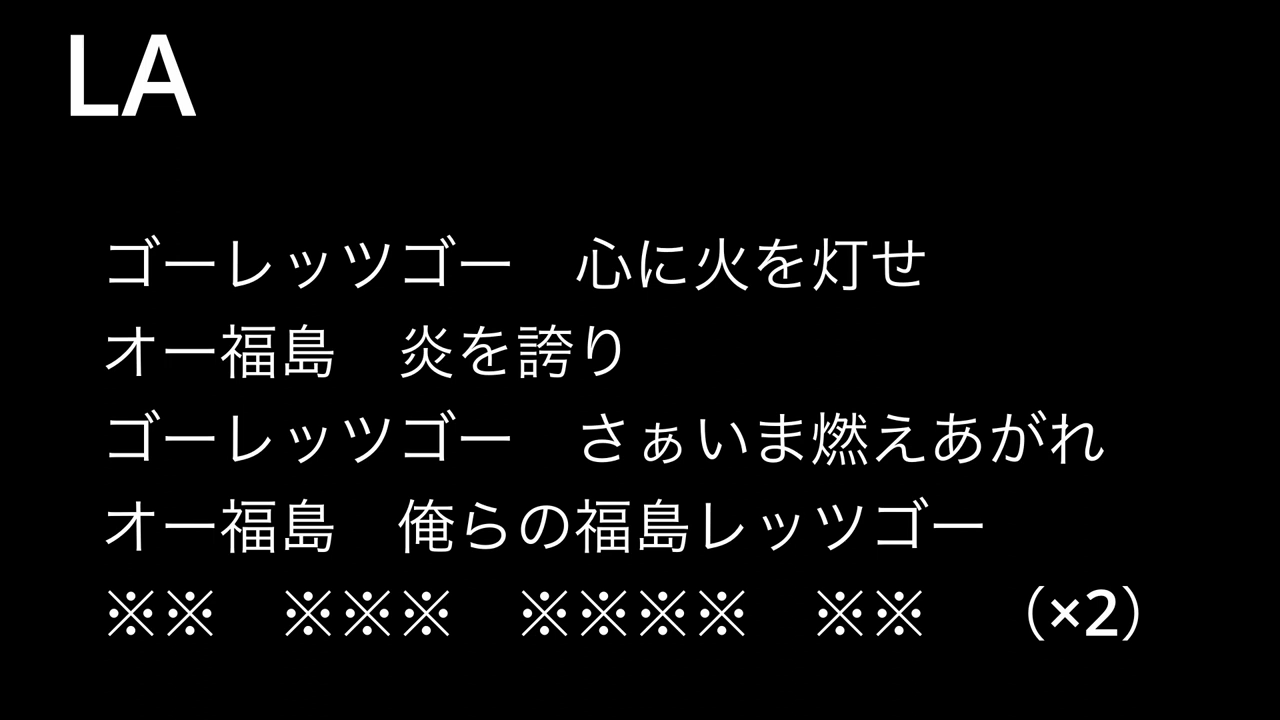 LA
ゴーレッツゴー　心に火を灯せ
オー福島　炎を誇り
ゴーレッツゴー　さぁいま燃えあがれ
オー福島　俺らの福島レッツゴー
※※　※※※　※※※※　※※　（×2）